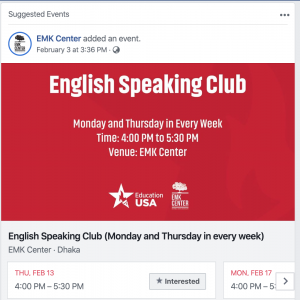 Suggested Events
EMK Center added an event.
February 3 at 3:36 PM ·
English Speaking Club
Monday and Thursday in Every Week
Time: 4:00 PM to 5:30 PM
Venue: EMK Center
Education
USA
EMK
CENTER
English Speaking Club (Monday and Thursday in every week)
EMK Center · Dhaka
THU, FEB 13
4:00 PM – 5:30 PM
Interested
MON, FEB 17
4:00 PM – 5:30